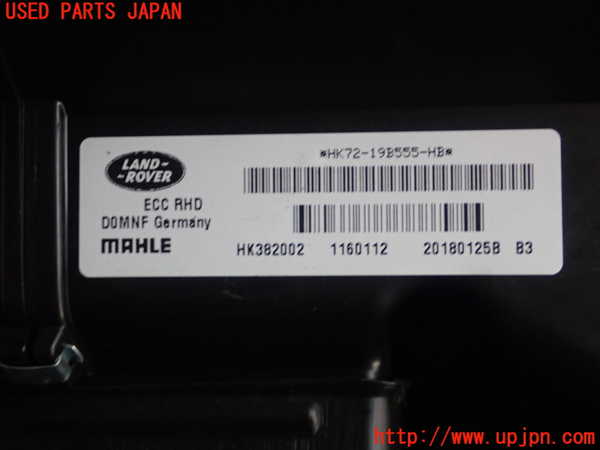 USED PARTS JAPAN
*HK72-19B555-HB*
LAND-
-ROVER
ECC RHD
DOMNF Germany
MAHLE
HK382002 1160112 20180125B B3
http://www.upjpn.com